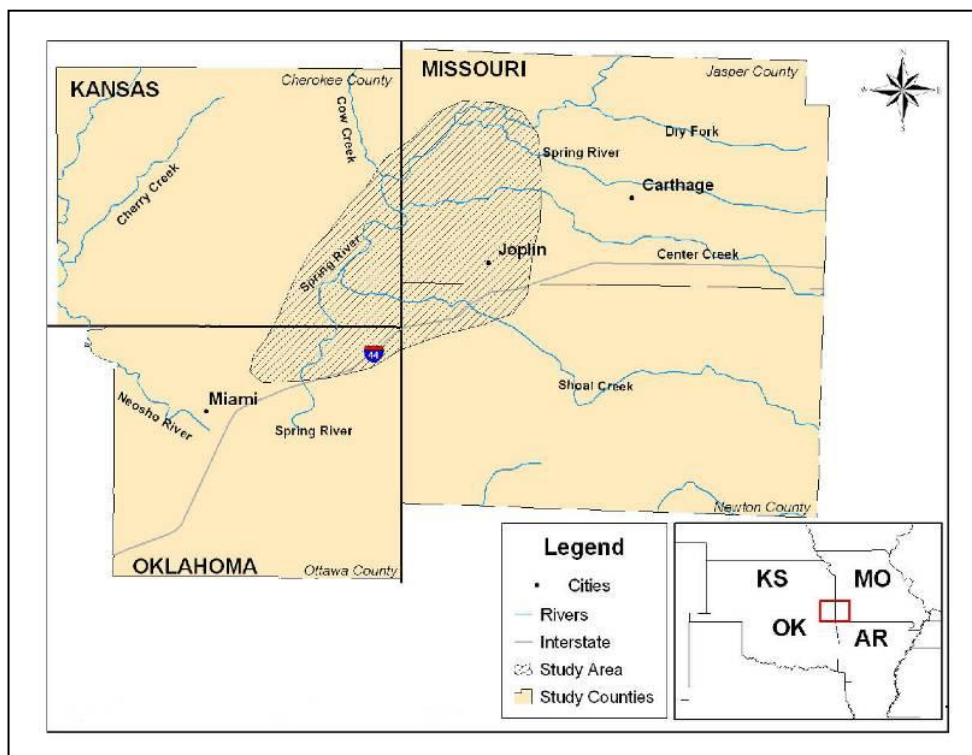 KANSAS
Cherokee County
MISSOURI
Jasper County
N
W
E
S
Cow Creek
Dry Fork
Spring River
Cherry Creek
Carthage
Spring River
Joplin
Center Creek
44
Miami
Neosho River
Spring River
Shoal Creek
Newton County
OKLAHOMA
Ottawa County
Legend
Cities
Rivers
Interstate
Study Area
Study Counties
KS
MO
OK
AR